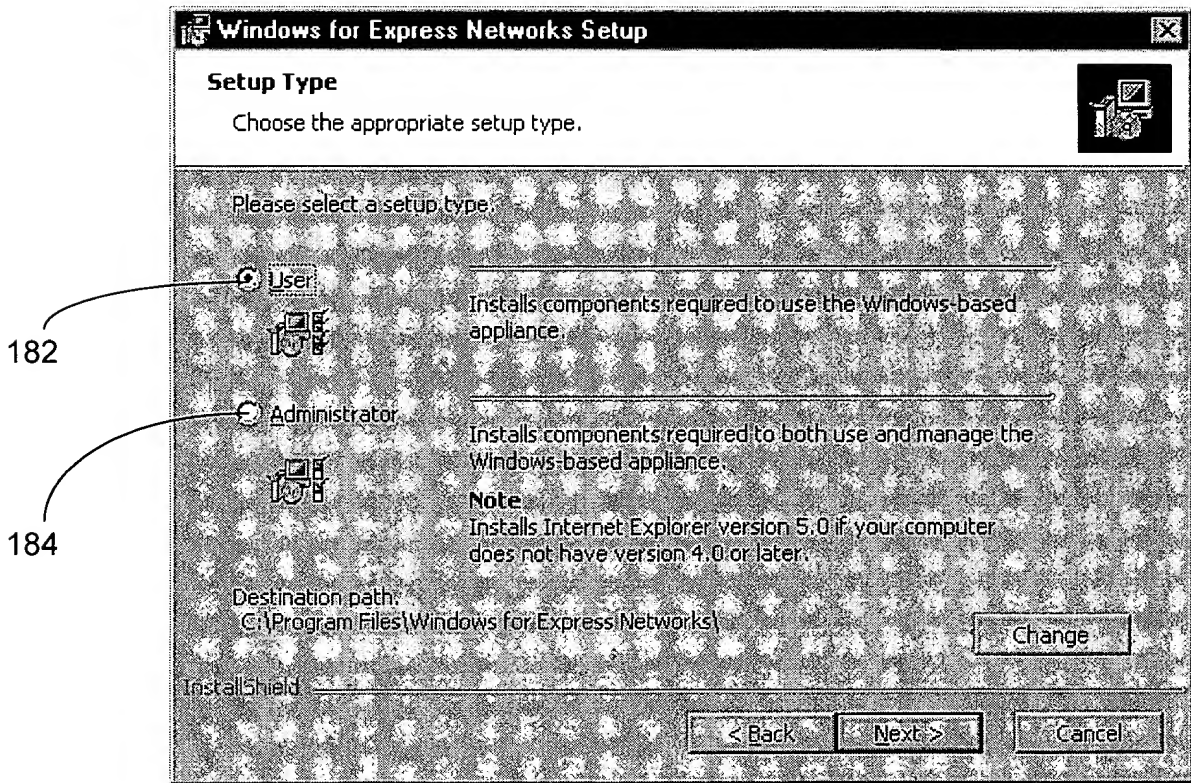 Windows for Express Networks Setup
Setup Type
Choose the appropriate setup type.
Please select a setup type.
User
Installs components required to use the Windows-based
appliance.
182
Administrator
Installs components required to both use and manage the
Windows-based appliance.
Note
Installs Internet Explorer version 5.0 if your computer
does not have version 4.0 or later.
184
Destination path:
C:\Program Files\Windows for Express Networks\
Change
InstallShield
< Back
Next >
Cancel